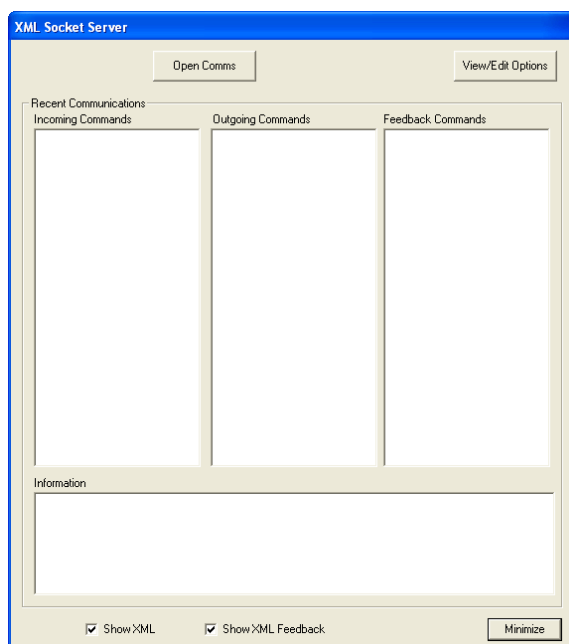 XML Socket Server
Open Comms View/Edit Options
Recent Communications
Incoming Commands Outgoing Commands Feedback Commands
Information
Show XML Show XML Feedback Minimize